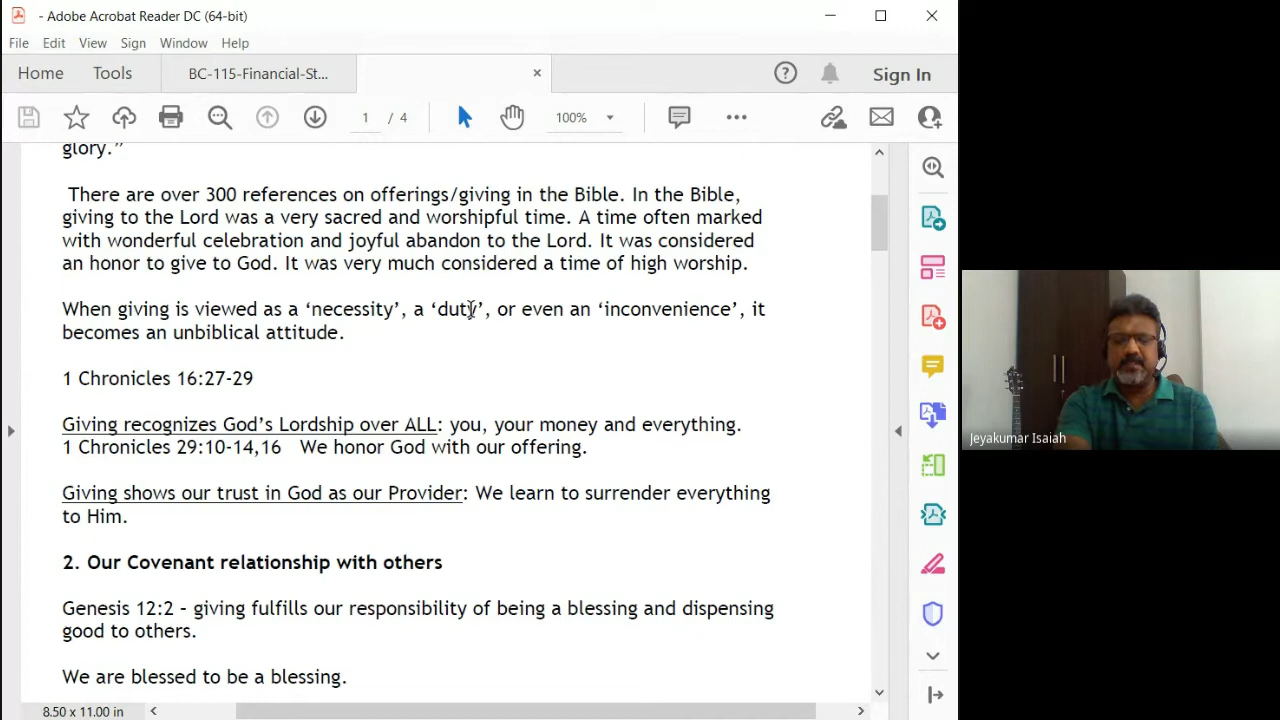 - Adobe Acrobat Reader DC (64-bit)
File Edit View Sign Window Help
Home Tools BC-115-Financial-St... Sign In
1 / 4 100%
glory.”
There are over 300 references on offerings/giving in the Bible. In the Bible,
giving to the Lord was a very sacred and worshipful time. A time often marked
with wonderful celebration and joyful abandon to the Lord. It was considered
an honor to give to God. It was very much considered a time of high worship.
When giving is viewed as a ‘necessity’, a ‘duty’, or even an ‘inconvenience’, it
becomes an unbiblical attitude.
1 Chronicles 16:27-29
Giving recognizes God’s Lordship over ALL: you, your money and everything.
1 Chronicles 29:10-14,16 We honor God with our offering.
Giving shows our trust in God as our Provider: We learn to surrender everything
to Him.
2. Our Covenant relationship with others
Genesis 12:2 – giving fulfills our responsibility of being a blessing and dispensing
good to others.
We are blessed to be a blessing.
8.50 x 11.00 in
Jeyakumar Isaiah